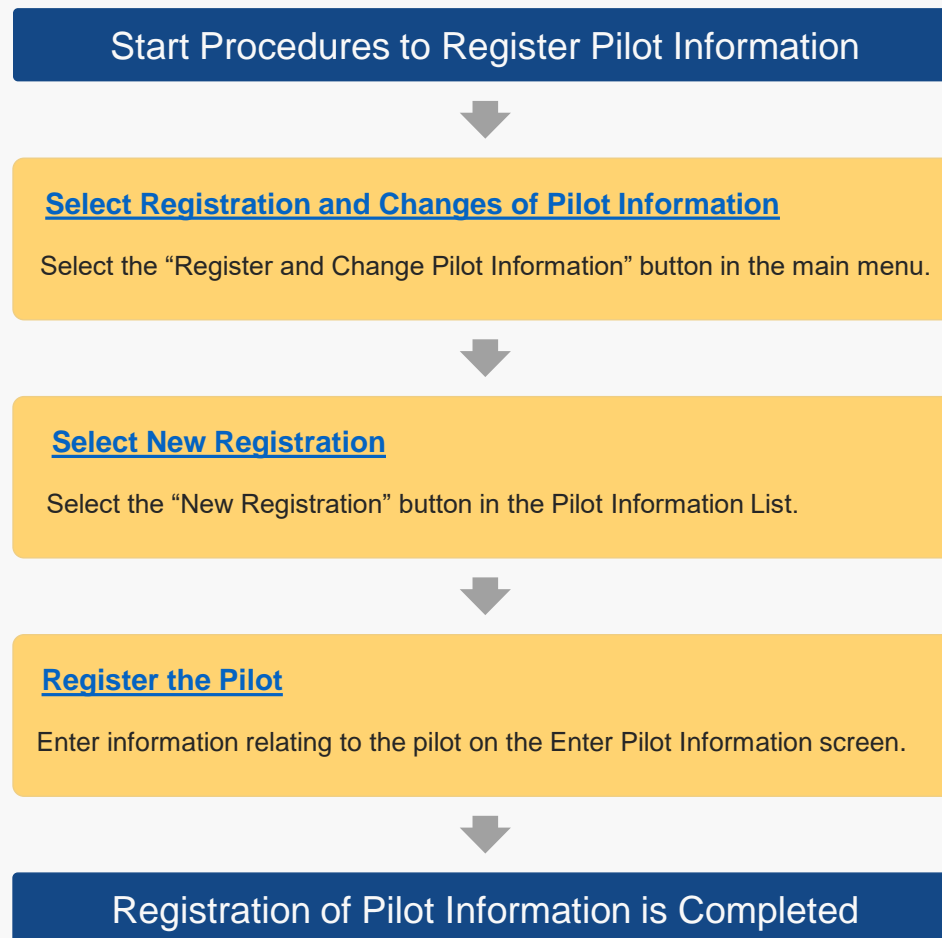 Start Procedures to Register Pilot Information
Select Registration and Changes of Pilot Information
Select the “Register and Change Pilot Information” button in the main menu.
Select New Registration
Select the “New Registration” button in the Pilot Information List.
Register the Pilot
Enter information relating to the pilot on the Enter Pilot Information screen.
Registration of Pilot Information is Completed